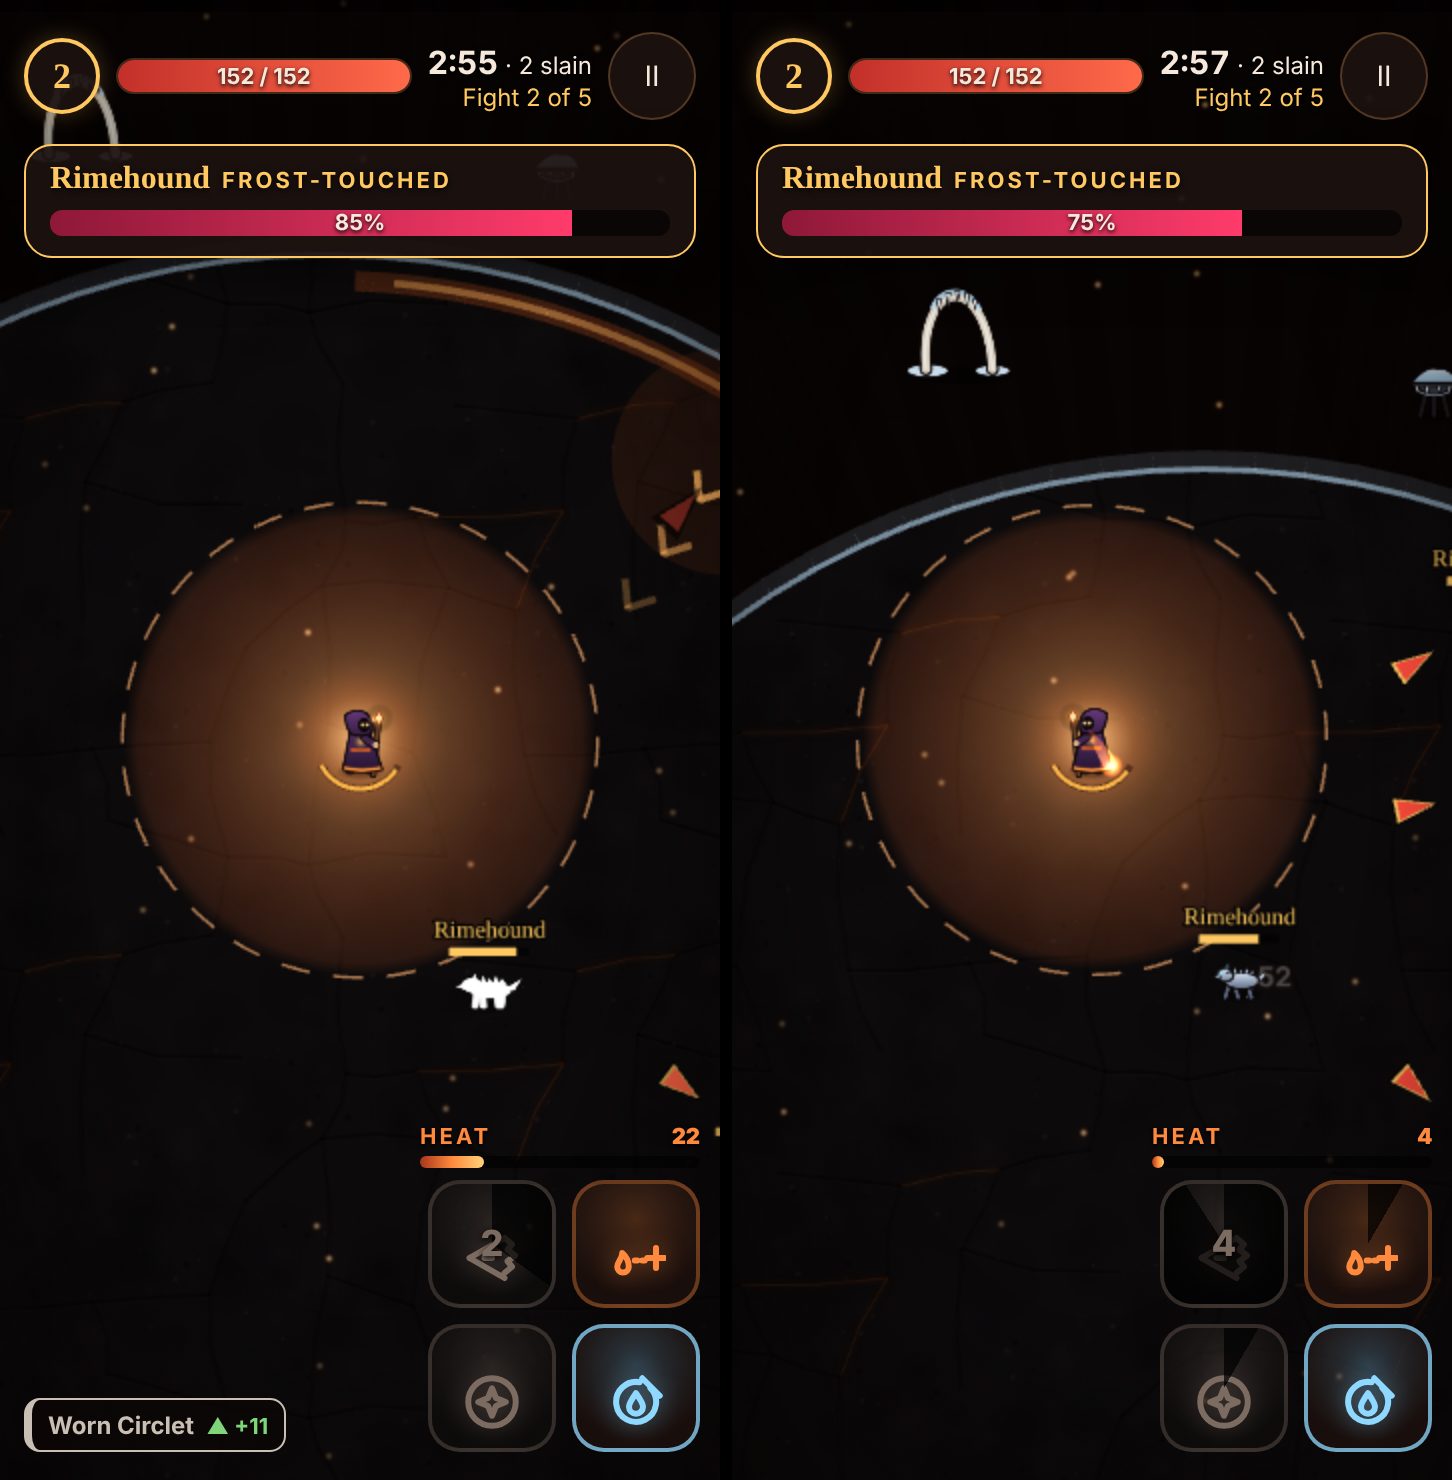 2
152 / 152
2:55 · 2 slain
Fight 2 of 5
Rimehound FROST-TOUCHED
85%
Rimehound
HEAT 22
2
Worn Circlet ▲ +11
2
152 / 152
2:57 · 2 slain
Fight 2 of 5
Rimehound FROST-TOUCHED
75%
Rimehound
52
HEAT 4
4